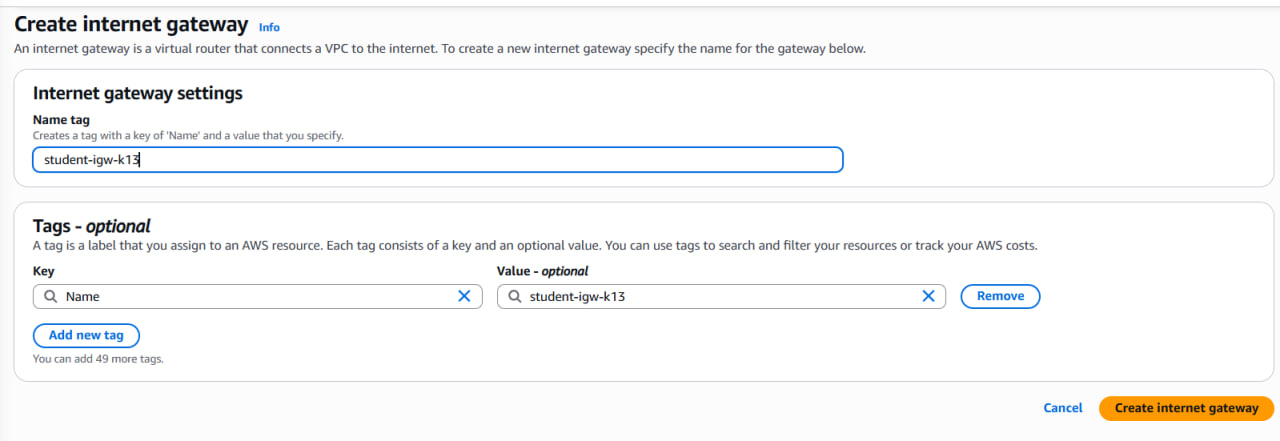 Create internet gateway Info
An internet gateway is a virtual router that connects a VPC to the internet. To create a new internet gateway specify the name for the gateway below.
Internet gateway settings
Name tag
Creates a tag with a key of 'Name' and a value that you specify.
student-igw-k13
Tags - optional
A tag is a label that you assign to an AWS resource. Each tag consists of a key and an optional value. You can use tags to search and filter your resources or track your AWS costs.
Key Value - optional
Name student-igw-k13 Remove
Add new tag
You can add 49 more tags.
Cancel Create internet gateway